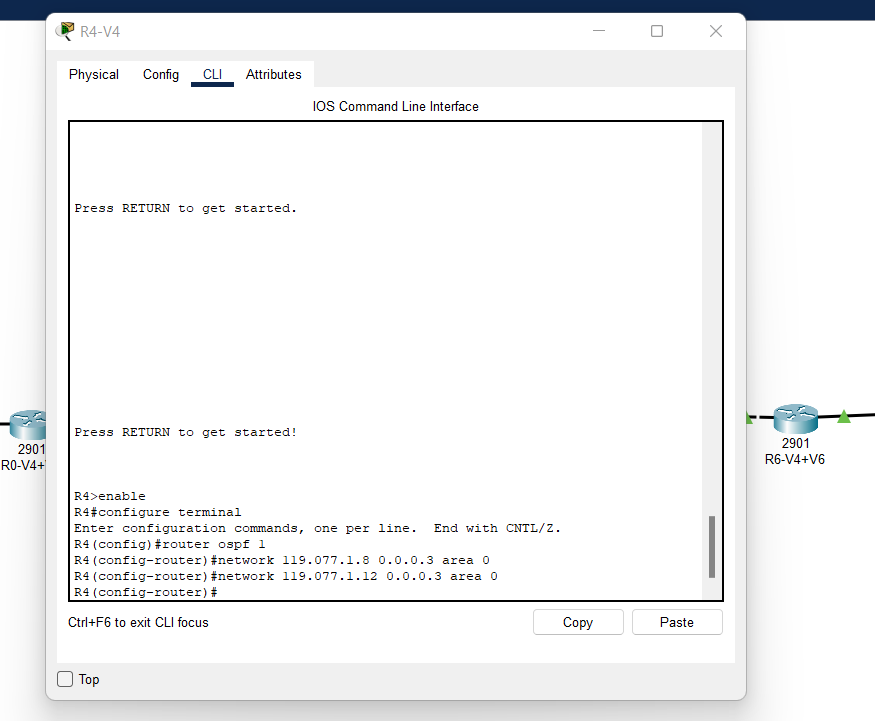 R4-V4
Physical Config CLI Attributes
IOS Command Line Interface
Press RETURN to get started.
Press RETURN to get started!
R4>enable
R4#configure terminal
Enter configuration commands, one per line.  End with CNTL/Z.
R4(config)#router ospf 1
R4(config-router)#network 119.077.1.8 0.0.0.3 area 0
R4(config-router)#network 119.077.1.12 0.0.0.3 area 0
R4(config-router)#
Ctrl+F6 to exit CLI focus
Copy Paste
Top
2901
R0-V4+
2901
R6-V4+V6